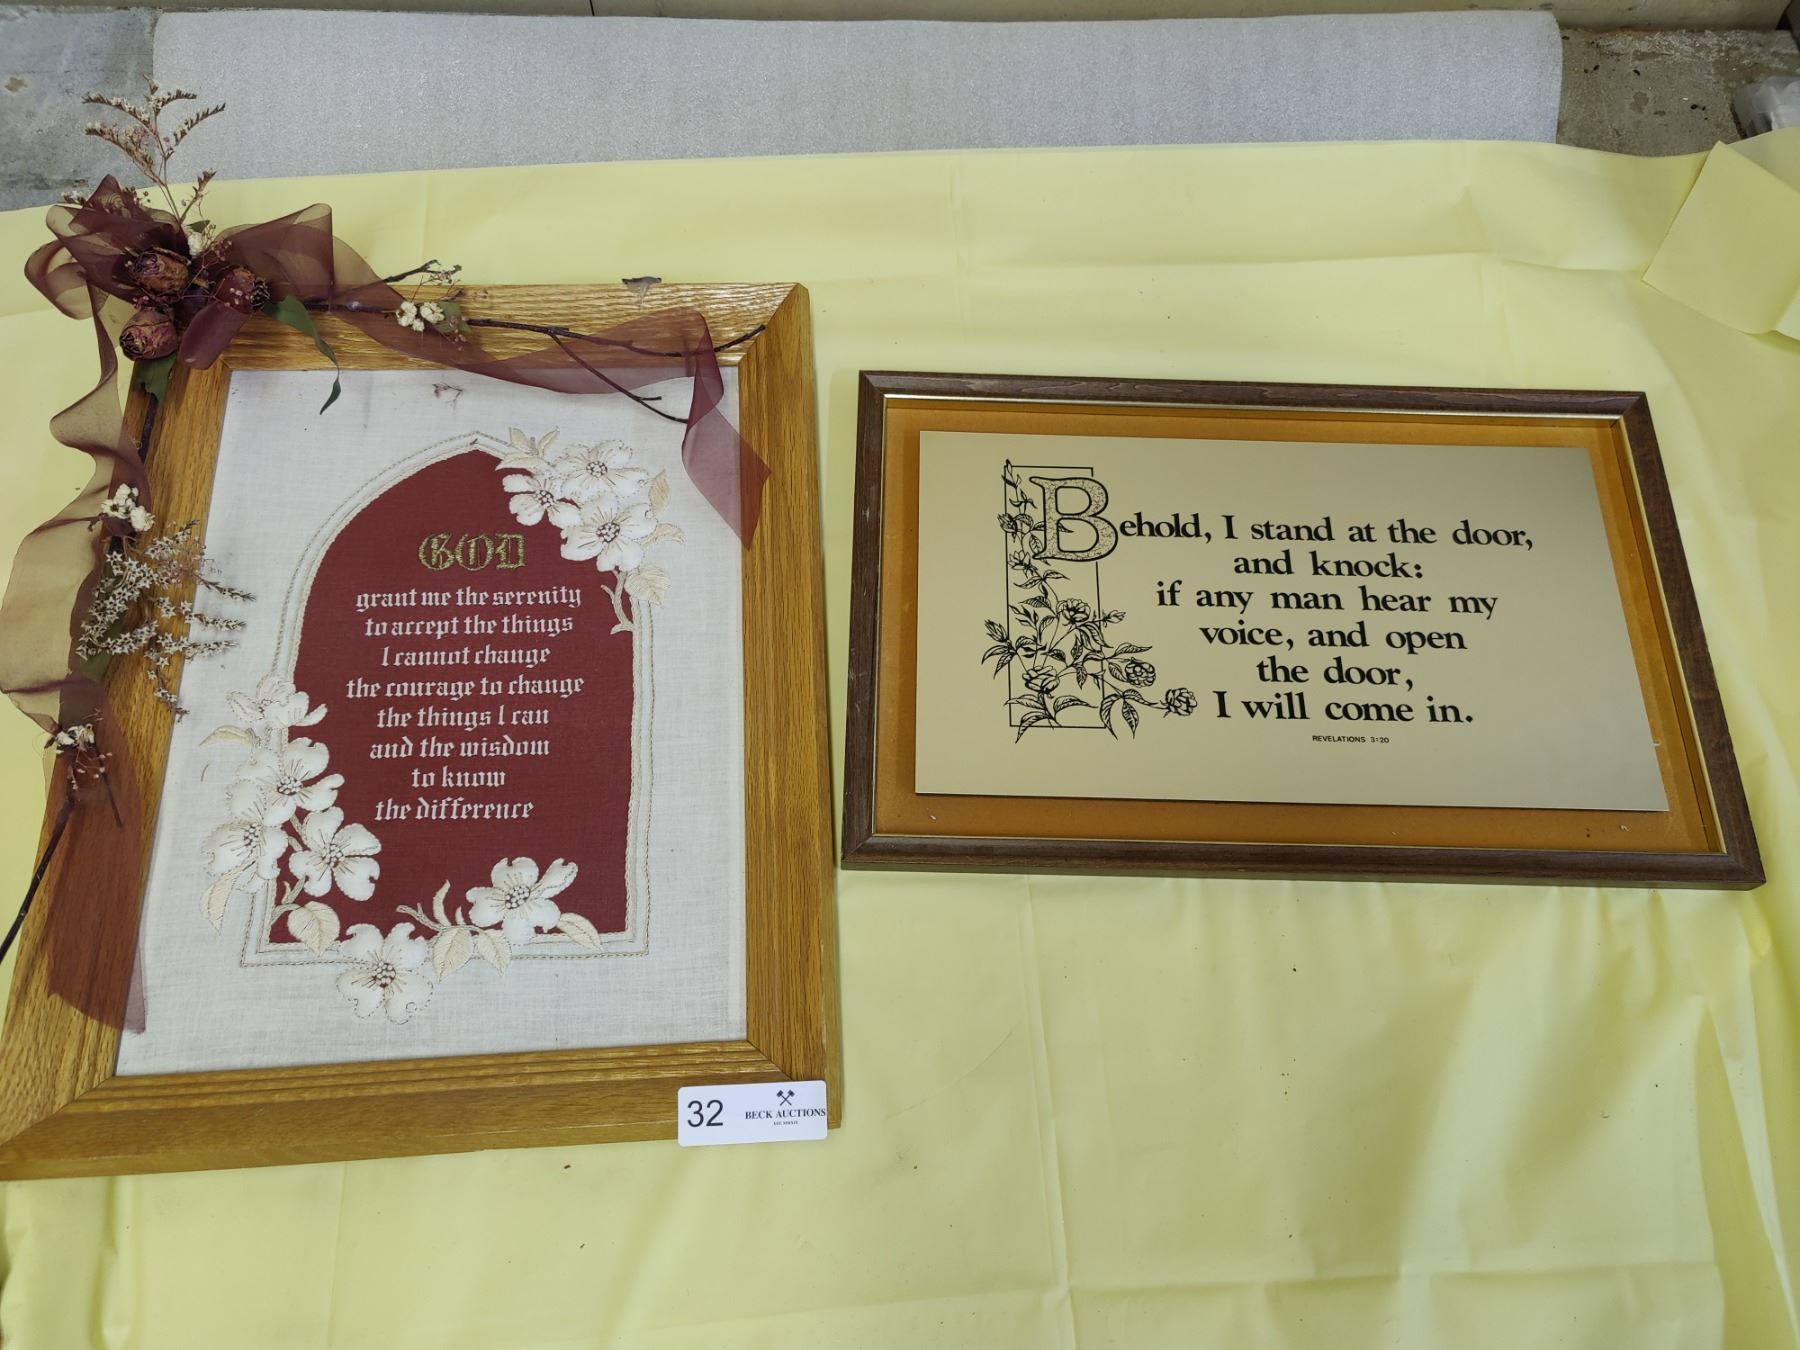 GOD
grant me the serenity
to accept the things
I cannot change
the courage to change
the things I can
and the wisdom
to know
the difference
Behold, I stand at the door,
and knock:
if any man hear my
voice, and open
the door,
I will come in.
REVELATIONS 3:20
32
BECK AUCTIONS